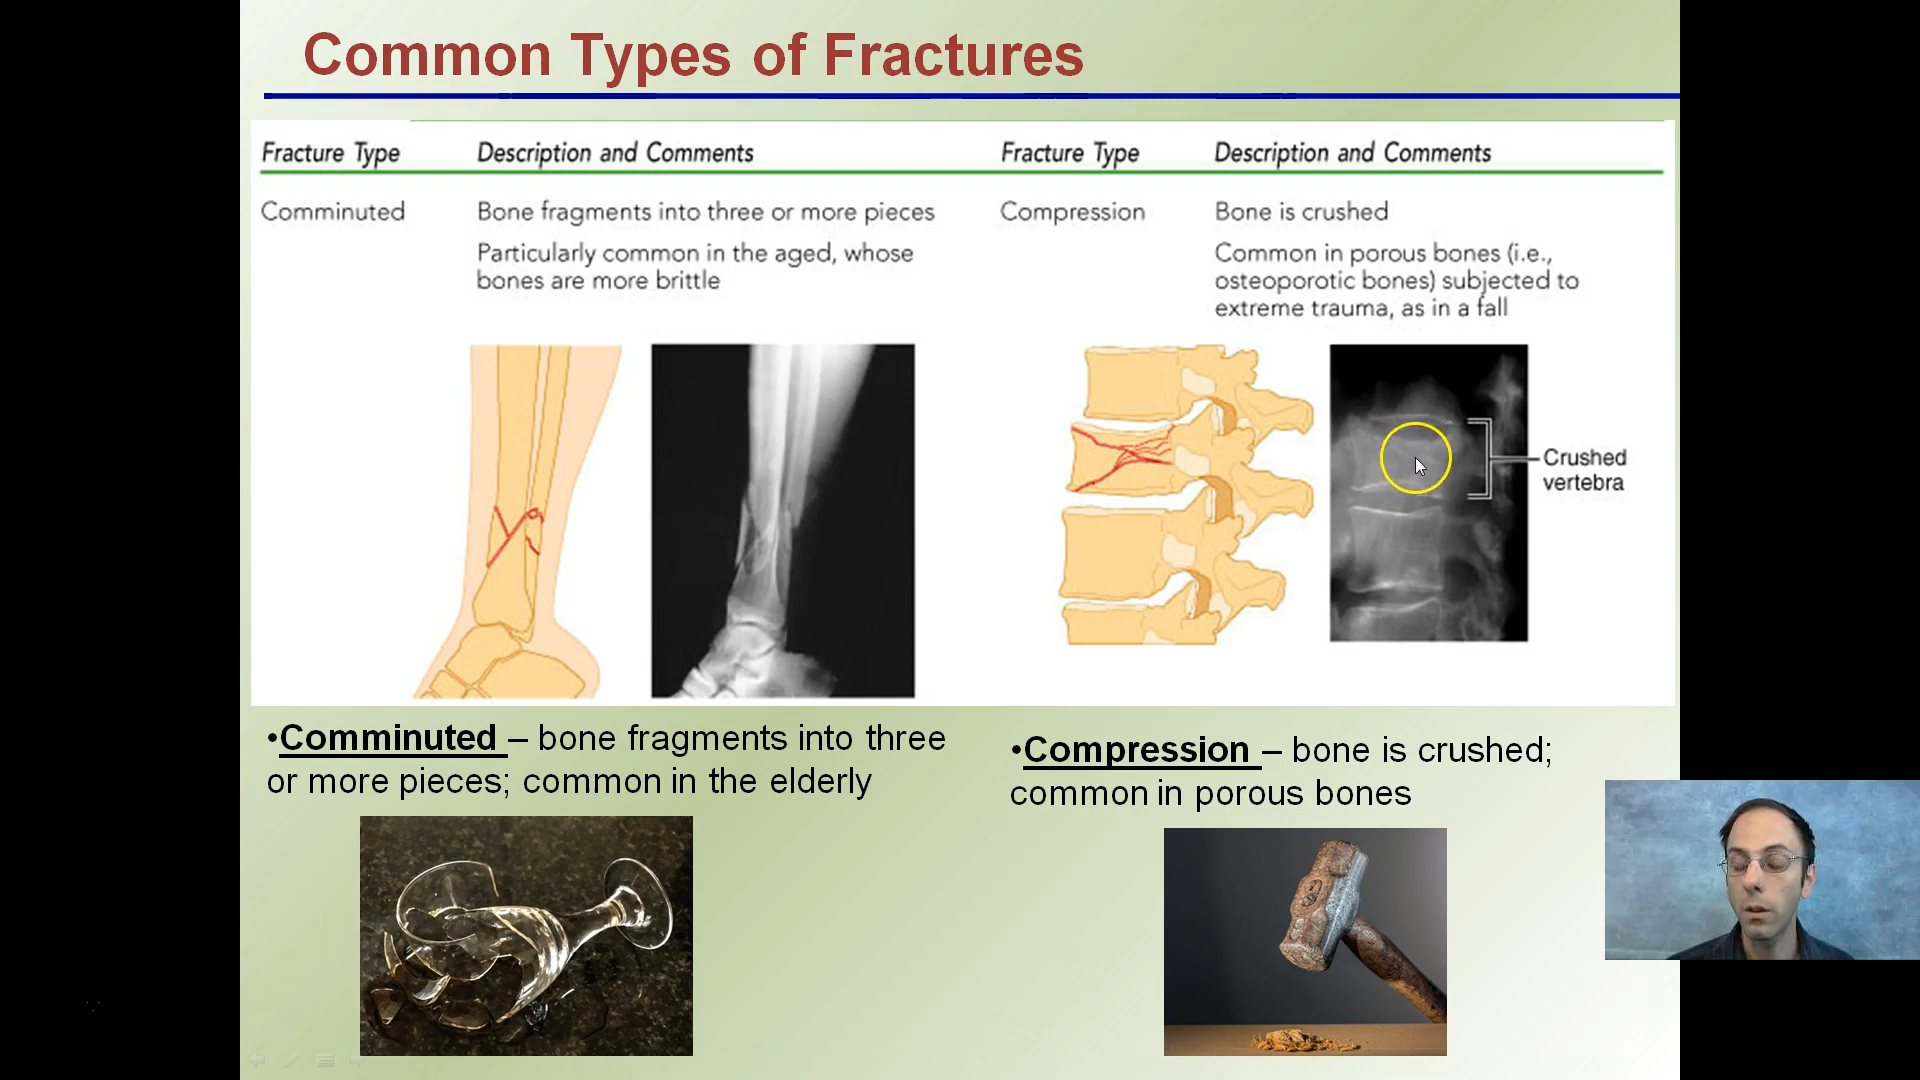 Common Types of Fractures
Fracture Type
Description and Comments
Comminuted
Bone fragments into three or more pieces
Particularly common in the aged, whose
bones are more brittle
Fracture Type
Description and Comments
Compression
Bone is crushed
Common in porous bones (i.e.,
osteoporotic bones) subjected to
extreme trauma, as in a fall
Crushed
vertebra
•Comminuted – bone fragments into three
or more pieces; common in the elderly
•Compression – bone is crushed;
common in porous bones